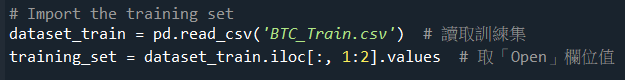 # Import the training set
dataset_train = pd.read_csv('BTC_Train.csv')  # 讀取訓練集
training_set = dataset_train.iloc[:, 1:2].values  # 取「Open」欄位值